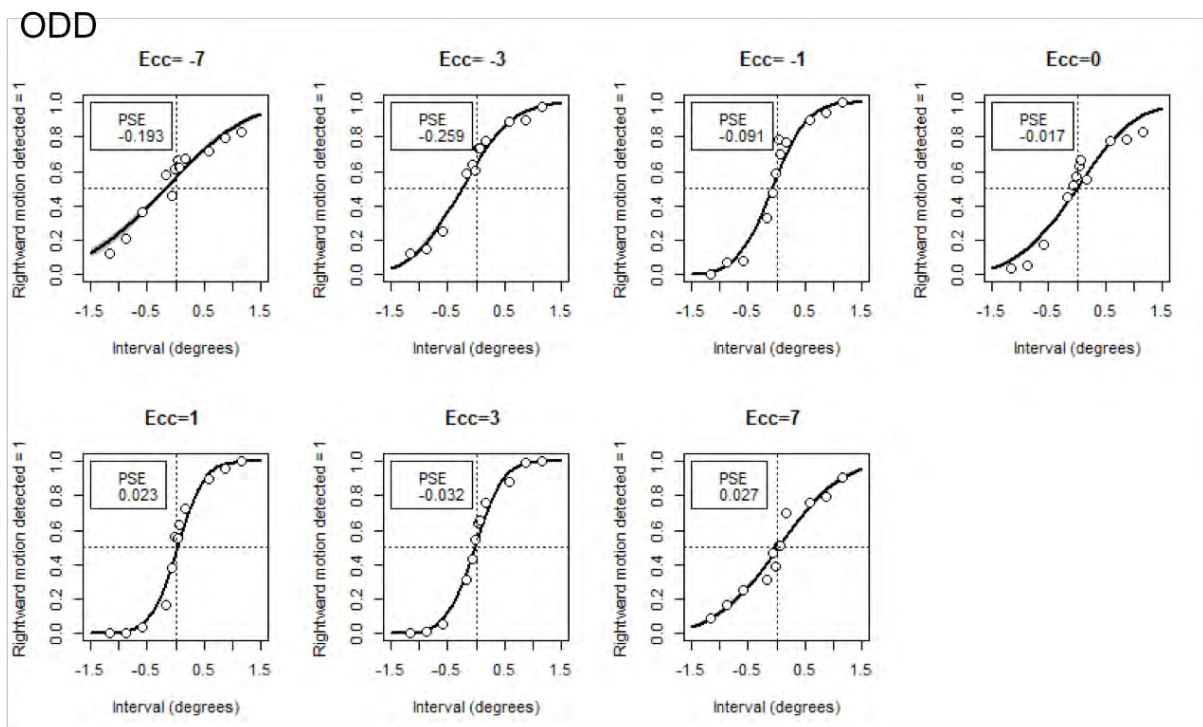 ODD
Ecc= -7
Rightward motion detected = 1
1.0
0.8
0.6
0.4
0.2
0.0
PSE
-0.193
-1.5 -0.5 0.5 1.5
Interval (degrees)
Ecc= -3
Rightward motion detected = 1
1.0
0.8
0.6
0.4
0.2
0.0
PSE
-0.259
-1.5 -0.5 0.5 1.5
Interval (degrees)
Ecc= -1
Rightward motion detected = 1
1.0
0.8
0.6
0.4
0.2
0.0
PSE
-0.091
-1.5 -0.5 0.5 1.5
Interval (degrees)
Ecc=0
Rightward motion detected = 1
1.0
0.8
0.6
0.4
0.2
0.0
PSE
-0.017
-1.5 -0.5 0.5 1.5
Interval (degrees)
Ecc=1
Rightward motion detected = 1
1.0
0.8
0.6
0.4
0.2
0.0
PSE
0.023
-1.5 -0.5 0.5 1.5
Interval (degrees)
Ecc=3
Rightward motion detected = 1
1.0
0.8
0.6
0.4
0.2
0.0
PSE
-0.032
-1.5 -0.5 0.5 1.5
Interval (degrees)
Ecc=7
Rightward motion detected = 1
1.0
0.8
0.6
0.4
0.2
0.0
PSE
0.027
-1.5 -0.5 0.5 1.5
Interval (degrees)